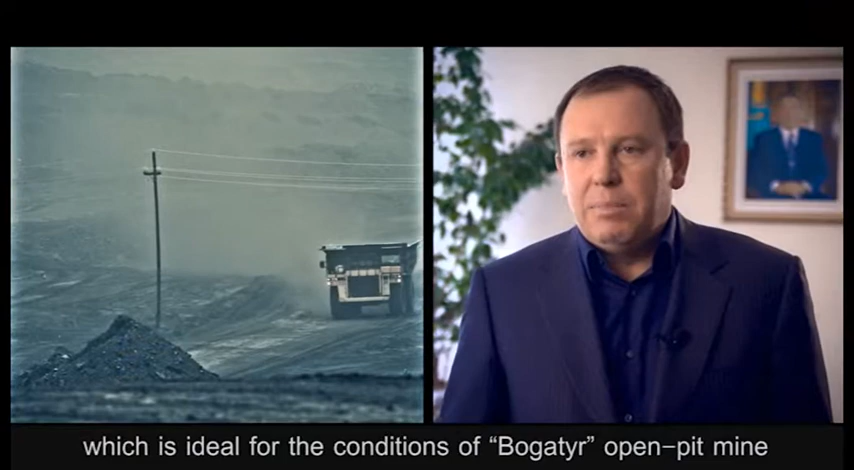 which is ideal for the conditions of “Bogatyr” open-pit mine